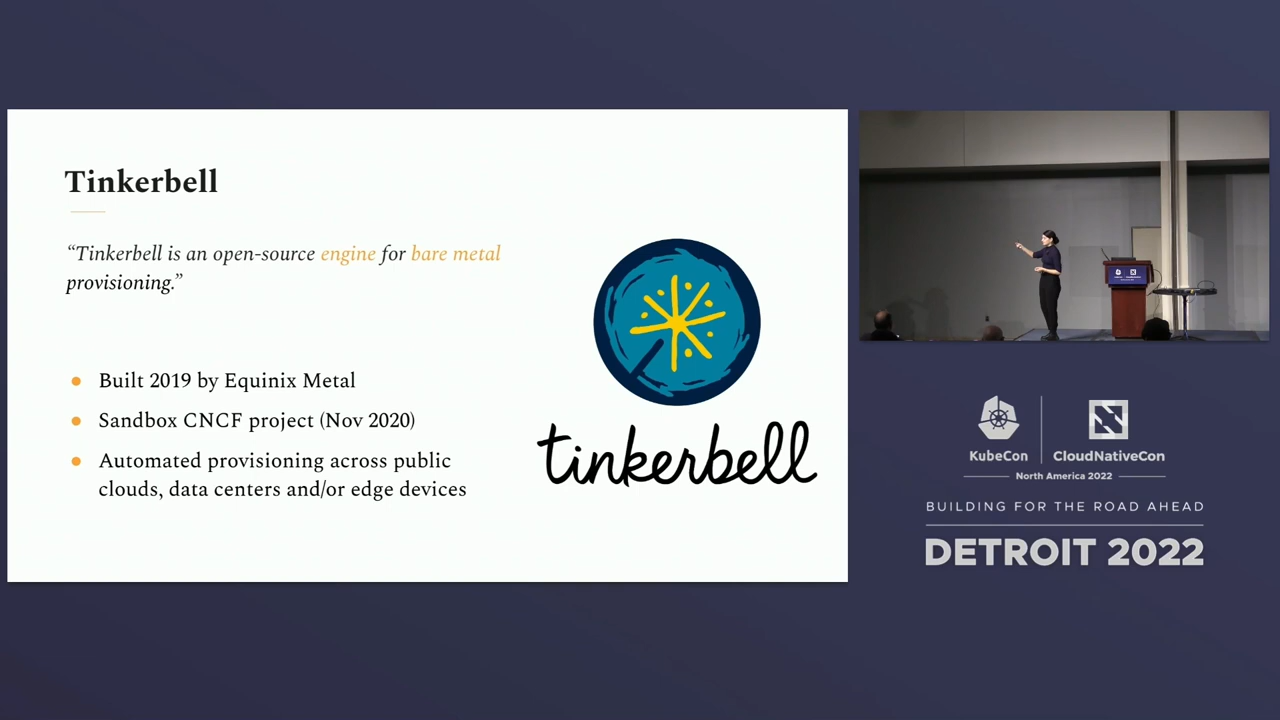 Tinkerbell
“Tinkerbell is an open-source engine for bare metal
provisioning.”
● Built 2019 by Equinix Metal
● Sandbox CNCF project (Nov 2020)
● Automated provisioning across public
clouds, data centers and/or edge devices
tinkerbell
KubeCon
CloudNativeCon
North America 2022
BUILDING FOR THE ROAD AHEAD
DETROIT 2022